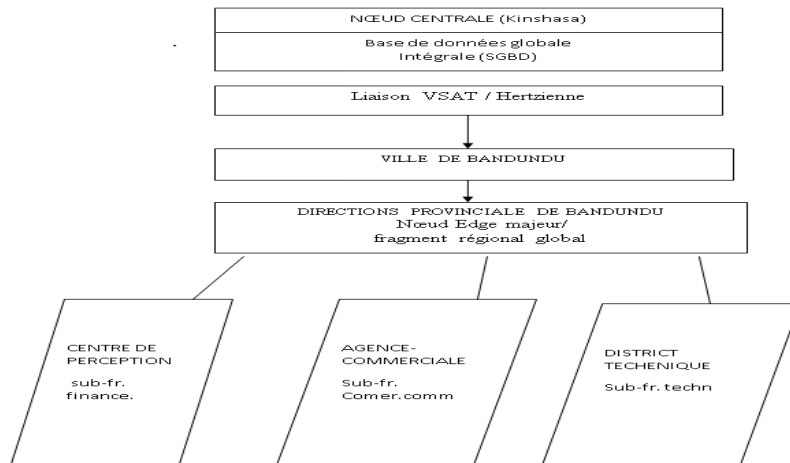 NŒUD CENTRALE (Kinshasa)
Base de données globale
Intégrale (SGBD)
Liaison VSAT / Hertzienne
VILLE DE BANDUNDU
DIRECTIONS PROVINCIALE DE BANDUNDU
Nœud Edge majeur/
fragment régional global
CENTRE DE
PERCEPTION
sub-fr.
finance.
AGENCE-
COMMERCIALE
Sub-fr.
Comer.comm
DISTRICT
TECHENIQUE
Sub-fr. techn